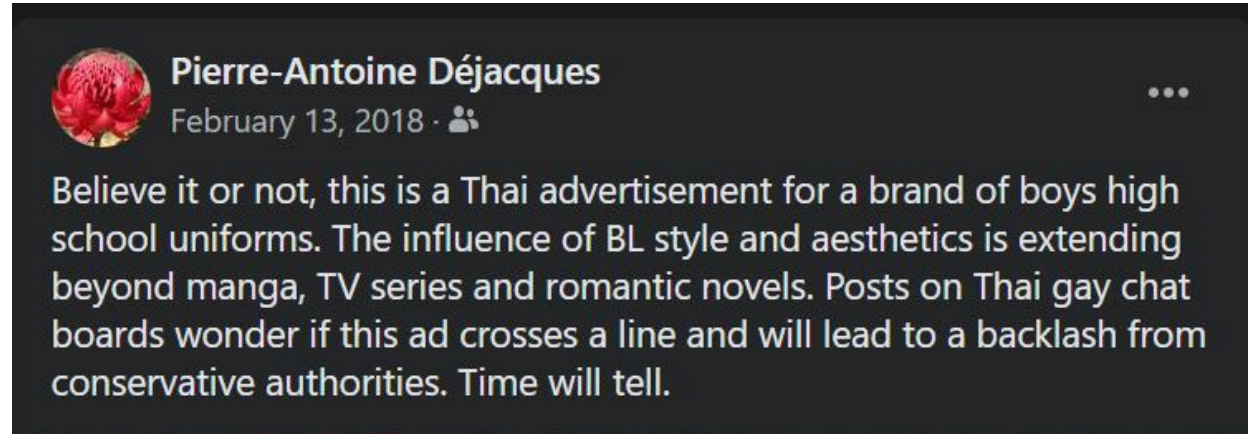 Pierre-Antoine Déjacques
February 13, 2018 ·
Believe it or not, this is a Thai advertisement for a brand of boys high
school uniforms. The influence of BL style and aesthetics is extending
beyond manga, TV series and romantic novels. Posts on Thai gay chat
boards wonder if this ad crosses a line and will lead to a backlash from
conservative authorities. Time will tell.